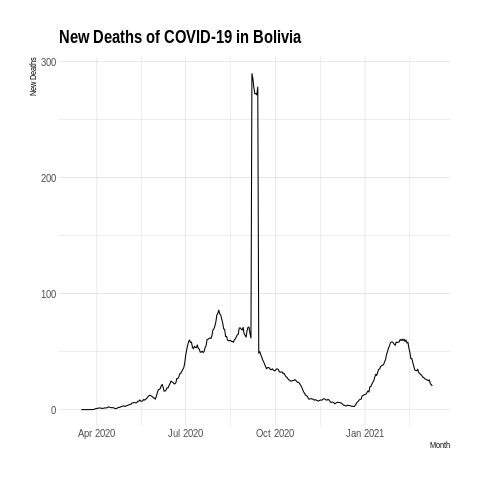 New Deaths of COVID-19 in Bolivia
New Deaths
300
200
100
0
Apr 2020 Jul 2020 Oct 2020 Jan 2021
Month